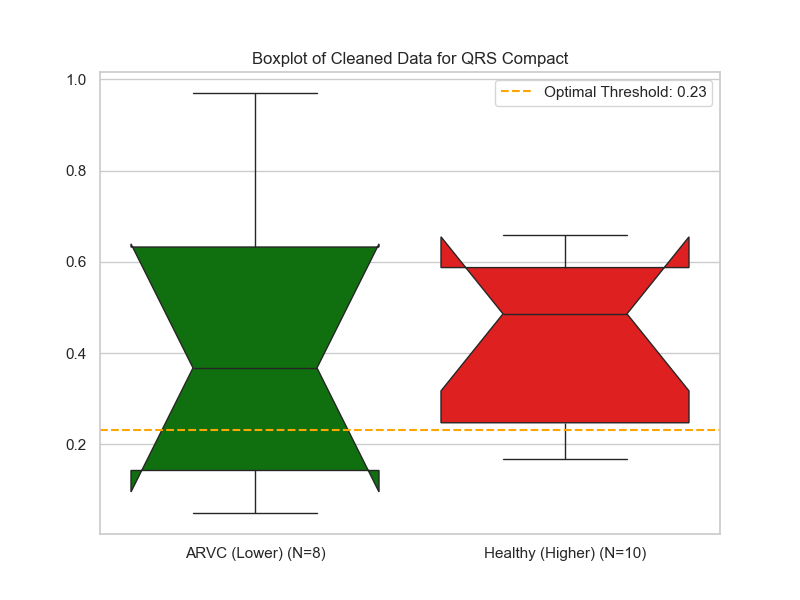 Boxplot of Cleaned Data for QRS Compact
1.0
Optimal Threshold: 0.23
0.8
0.6
0.4
0.2
ARVC (Lower) (N=8)
Healthy (Higher) (N=10)